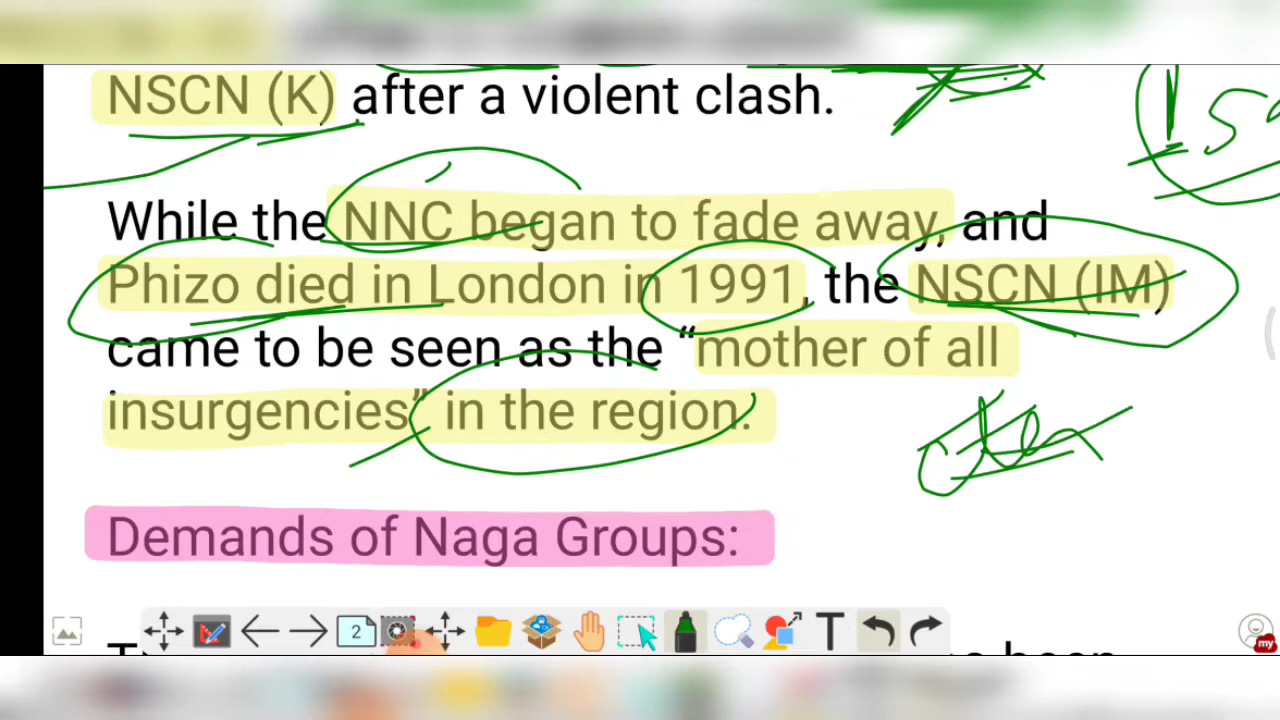 NSCN (K) after a violent clash.
While the NNC began to fade away, and
Phizo died in London in 1991, the NSCN (IM)
came to be seen as the “mother of all
insurgencies” in the region.
Demands of Naga Groups:
2
T
my